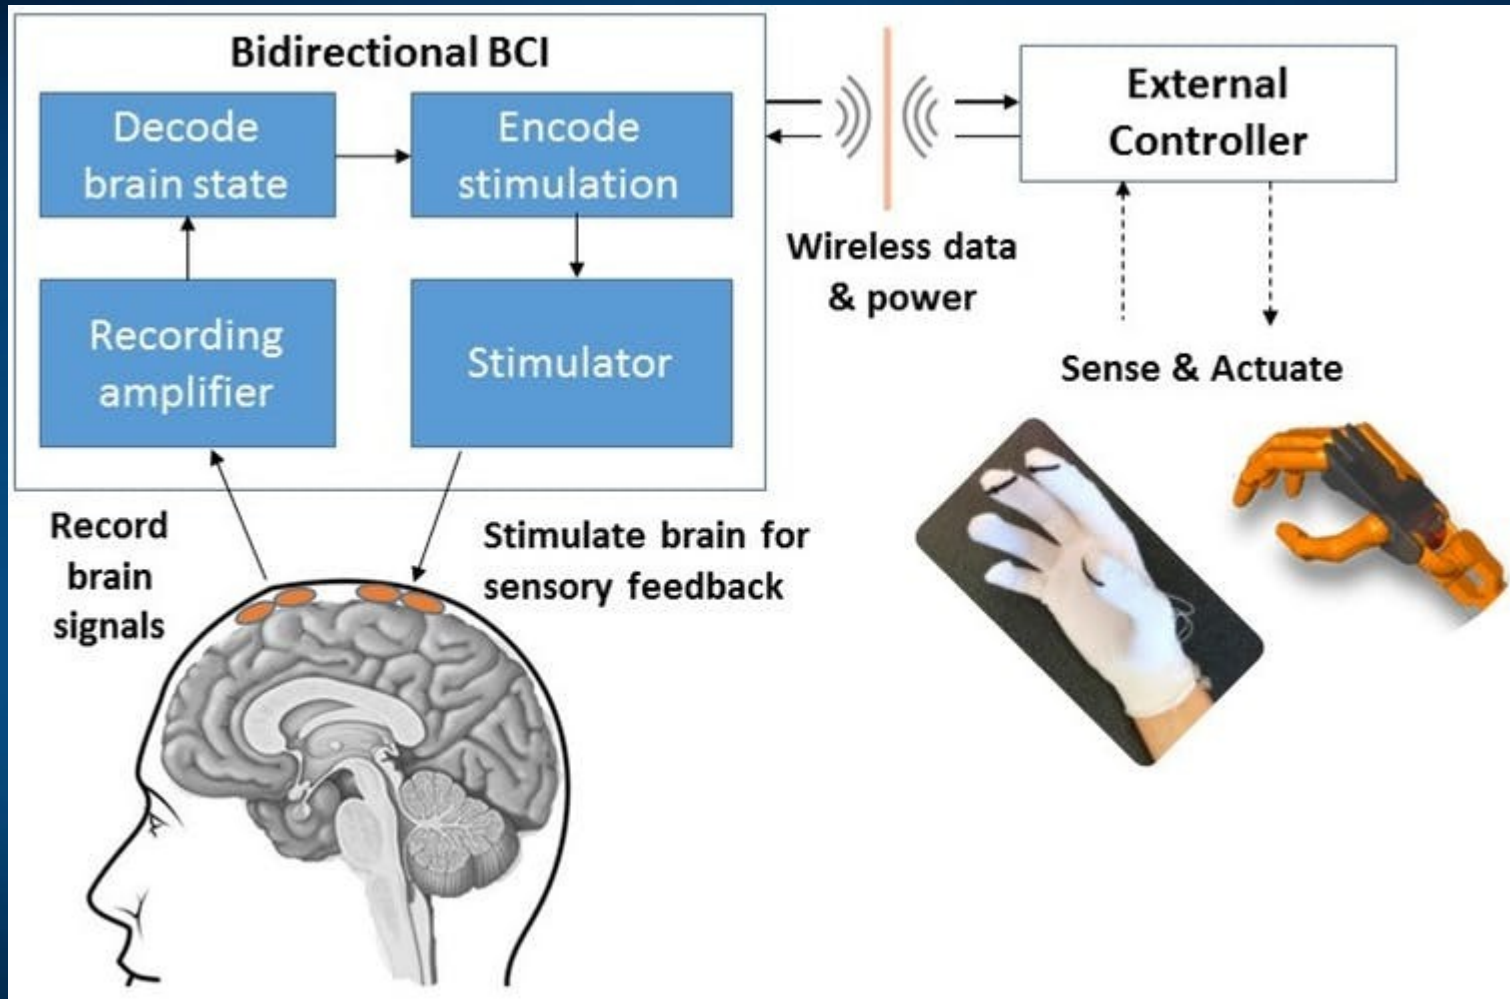 Bidirectional BCI
Decode
brain state
Encode
stimulation
Recording
amplifier
Stimulator
External
Controller
Wireless data
& power
Sense & Actuate
Record
brain
signals
Stimulate brain for
sensory feedback